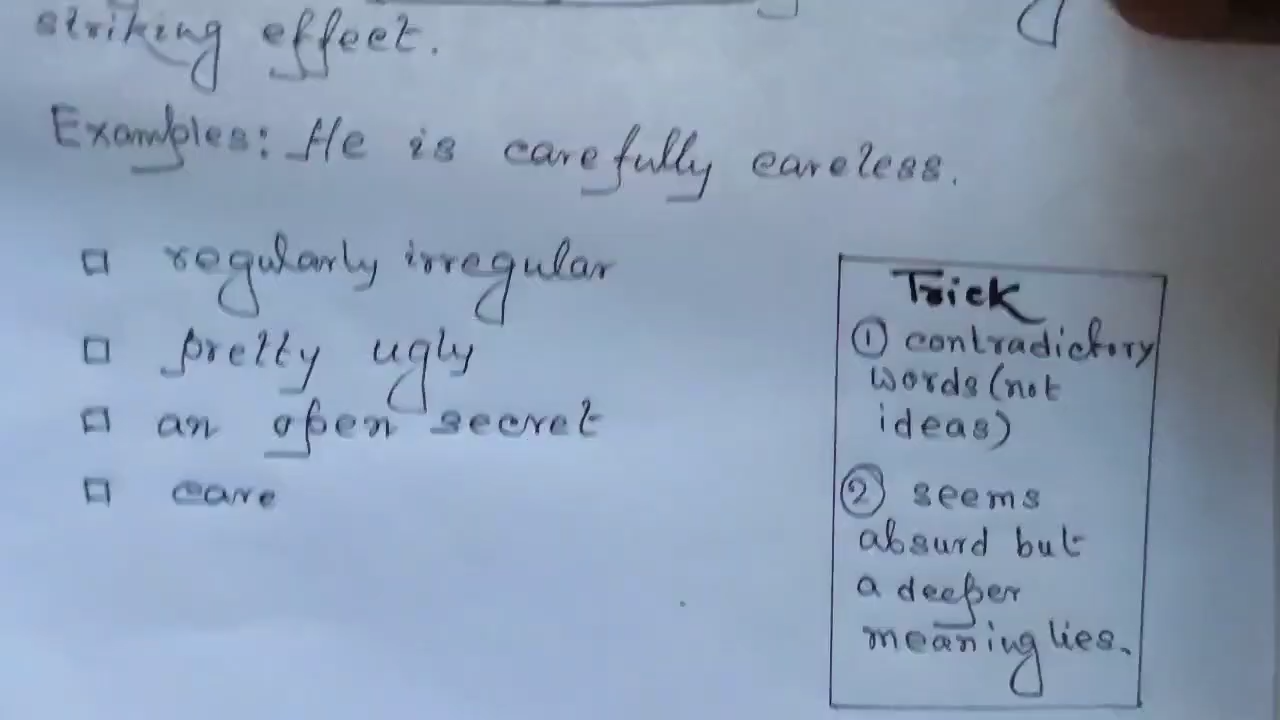 striking effect.
Examples: He is carefully careless.
regularly irregular
pretty ugly
an open secret
care
Trick
① contradictory
words (not
ideas)
② seems
absurd but
a deeper
meaning lies.